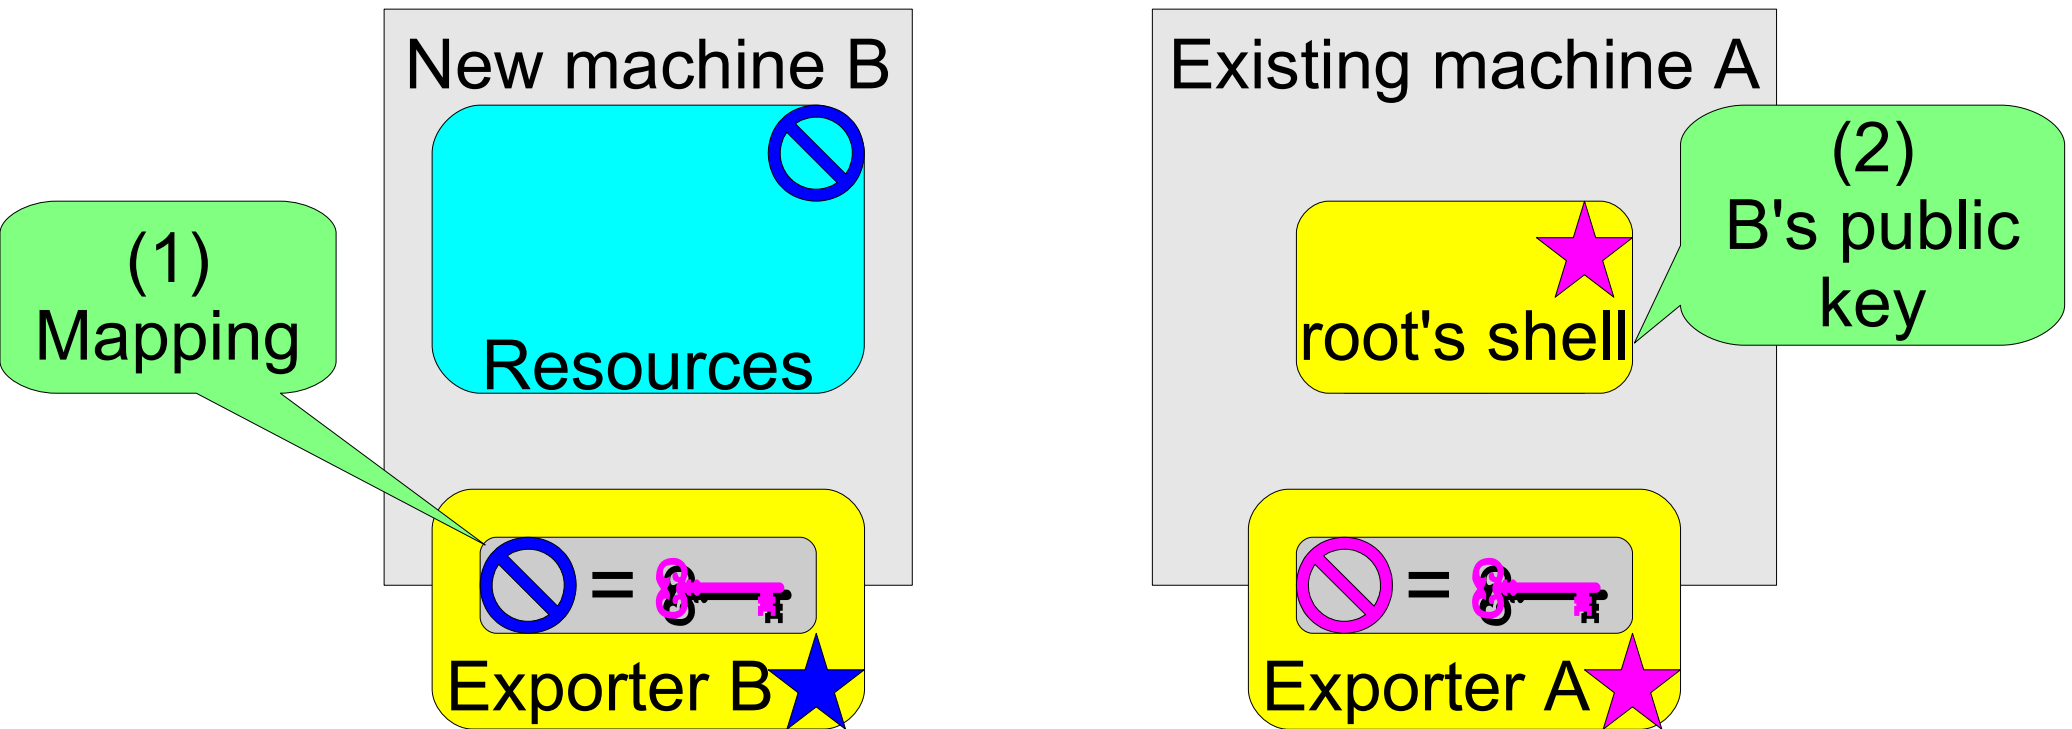 New machine B
Resources
(1)
Mapping
=
Exporter B
Existing machine A
(2)
B's public
key
root's shell
=
Exporter A